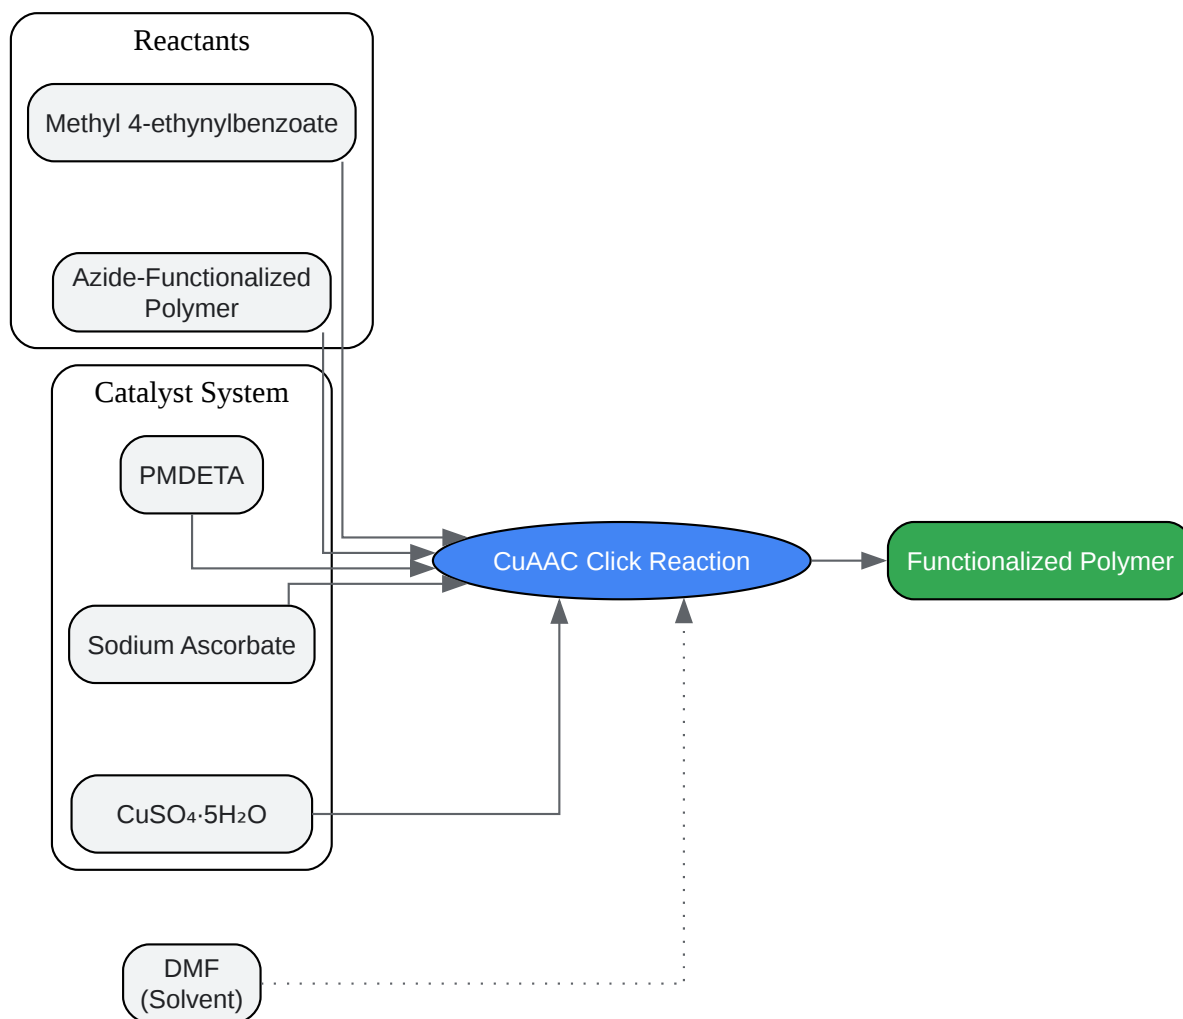 Reactants
Methyl 4-ethynylbenzoate
Azide-Functionalized
Polymer
Catalyst System
PMDETA
Sodium Ascorbate
CuSO₄·5H₂O
DMF
(Solvent)
CuAAC Click Reaction
Functionalized Polymer